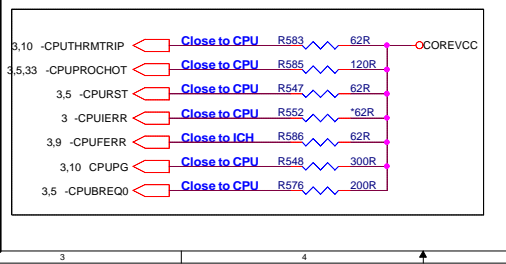 3,10 -CPUTHRMTRIP Close to CPU R583 62R COREVCC
3,5,33 -CPUPROCHOT Close to CPU R585 120R
3,5 -CPURST Close to CPU R547 62R
3 -CPUIERR Close to CPU R552 *62R
3,9 -CPUFERR Close to ICH R586 62R
3,10 CPUPG Close to CPU R548 300R
3,5 -CPUBREQ0 Close to CPU R576 200R
3 4